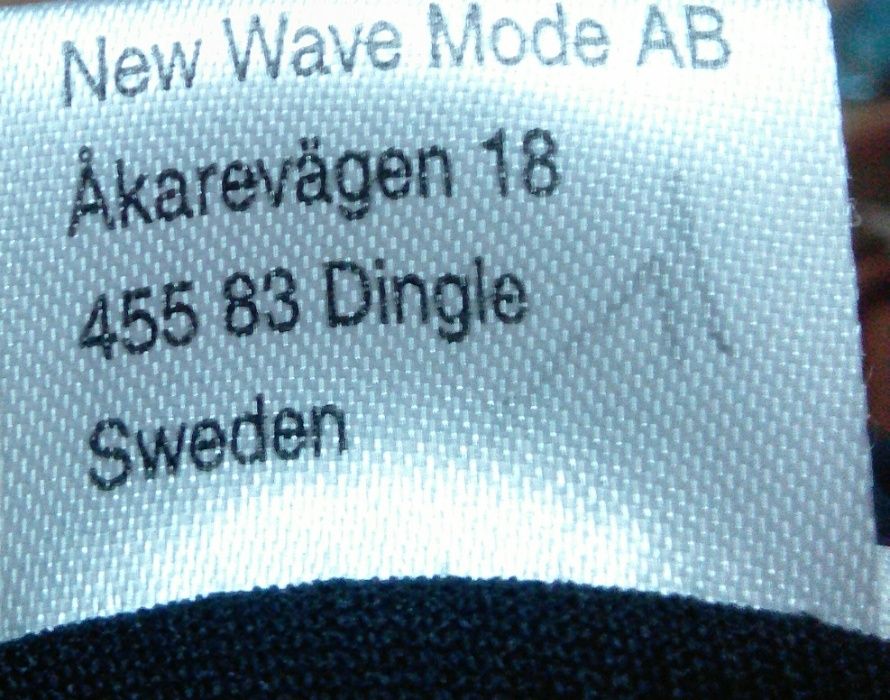 New Wave Mode AB
Åkarevägen 18
455 83 Dingle
Sweden